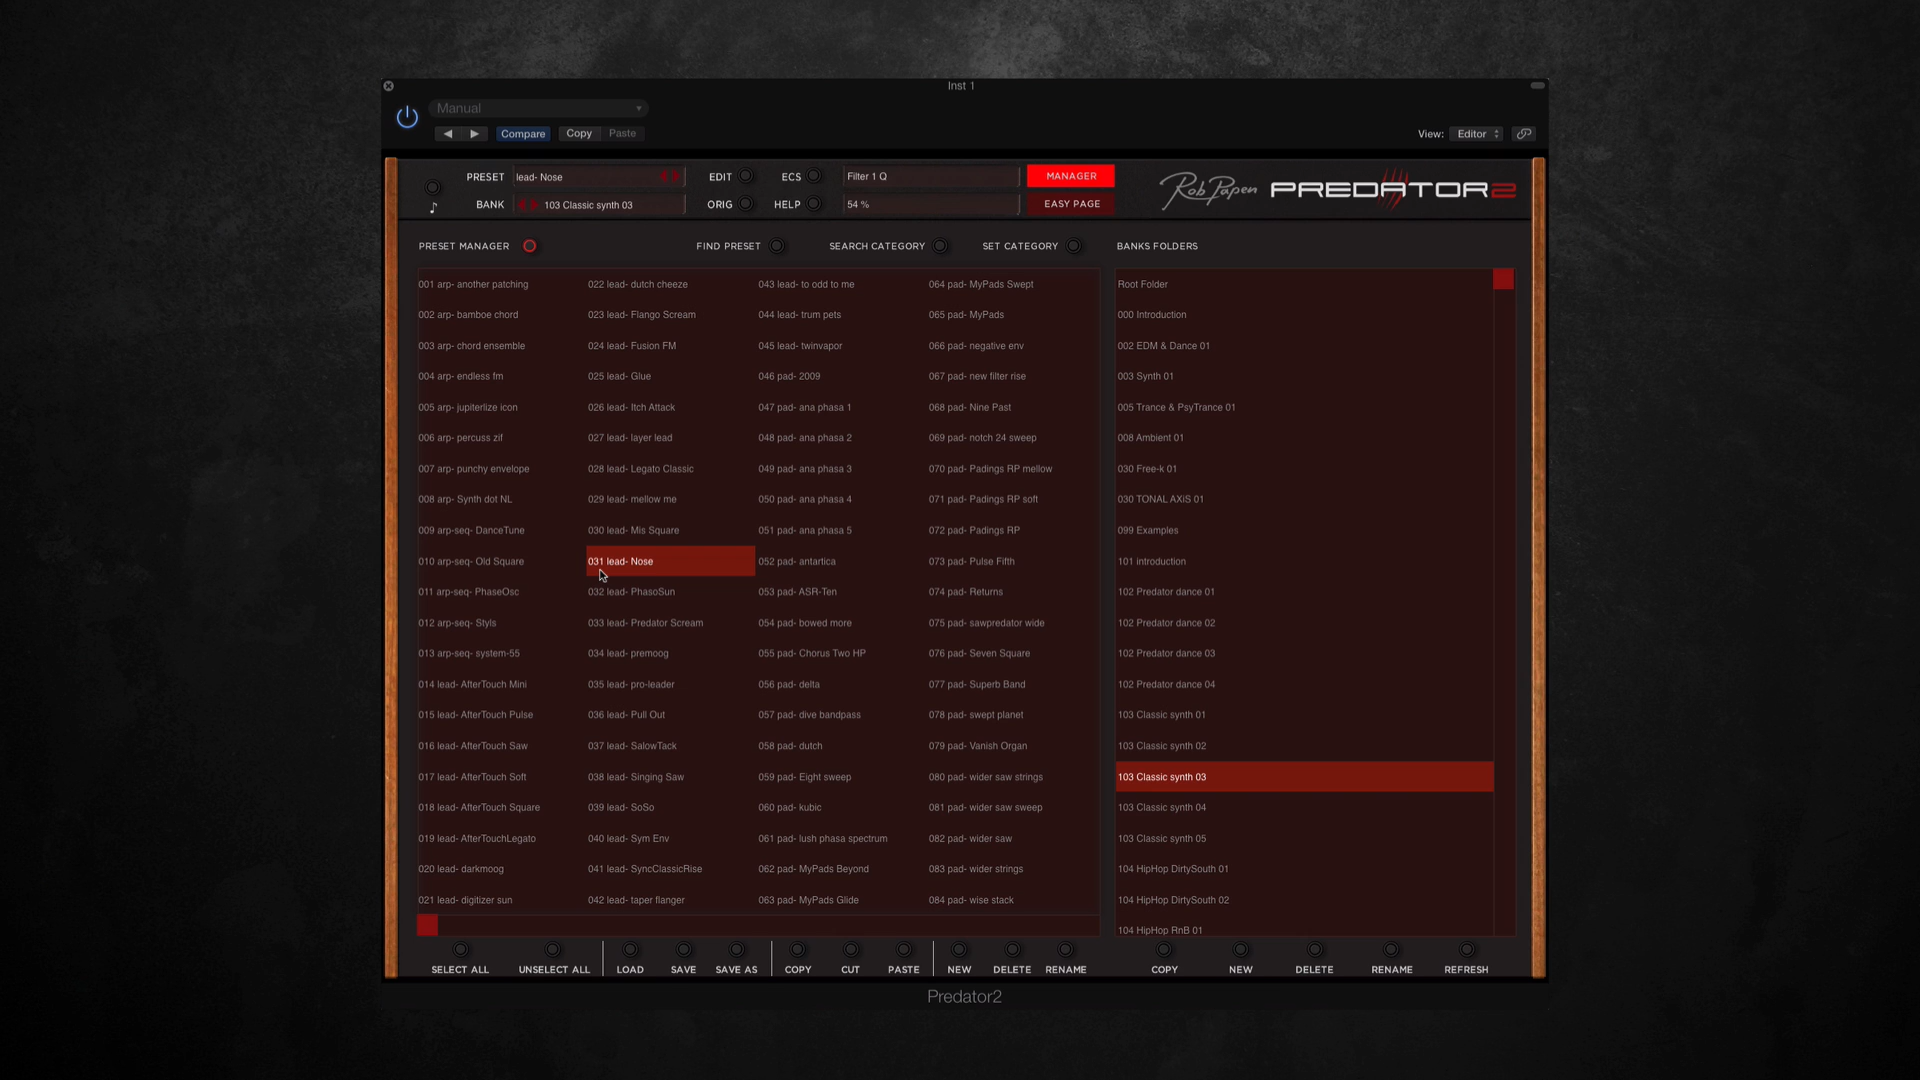 Inst 1
Manual
Compare Copy Paste
View: Editor
PRESET lead- Nose EDIT ECS Filter 1 Q MANAGER
BANK 103 Classic synth 03 ORIG HELP 54 % EASY PAGE
Rob Papen PREDATOR2
PRESET MANAGER FIND PRESET SEARCH CATEGORY SET CATEGORY BANKS FOLDERS
001 arp- another patching
002 arp- bamboe chord
003 arp- chord ensemble
004 arp- endless fm
005 arp- jupiterlize icon
006 arp- percuss zif
007 arp- punchy envelope
008 arp- Synth dot NL
009 arp-seq- DanceTune
010 arp-seq- Old Square
011 arp-seq- PhaseOsc
012 arp-seq- Styls
013 arp-seq- system-55
014 lead- AfterTouch Mini
015 lead- AfterTouch Pulse
016 lead- AfterTouch Saw
017 lead- AfterTouch Soft
018 lead- AfterTouch Square
019 lead- AfterTouchLegato
020 lead- darkmoog
021 lead- digitizer sun
022 lead- dutch cheeze
023 lead- Flango Scream
024 lead- Fusion FM
025 lead- Glue
026 lead- Itch Attack
027 lead- layer lead
028 lead- Legato Classic
029 lead- mellow me
030 lead- Mis Square
031 lead- Nose
032 lead- PhasoSun
033 lead- Predator Scream
034 lead- premoog
035 lead- pro-leader
036 lead- Pull Out
037 lead- SalowTack
038 lead- Singing Saw
039 lead- SoSo
040 lead- Sym Env
041 lead- SyncClassicRise
042 lead- taper flanger
043 lead- to odd to me
044 lead- trum pets
045 lead- twinvapor
046 pad- 2009
047 pad- ana phasa 1
048 pad- ana phasa 2
049 pad- ana phasa 3
050 pad- ana phasa 4
051 pad- ana phasa 5
052 pad- antartica
053 pad- ASR-Ten
054 pad- bowed more
055 pad- Chorus Two HP
056 pad- delta
057 pad- dive bandpass
058 pad- dutch
059 pad- Eight sweep
060 pad- kubic
061 pad- lush phasa spectrum
062 pad- MyPads Beyond
063 pad- MyPads Glide
064 pad- MyPads Swept
065 pad- MyPads
066 pad- negative env
067 pad- new filter rise
068 pad- Nine Past
069 pad- notch 24 sweep
070 pad- Padings RP mellow
071 pad- Padings RP soft
072 pad- Padings RP
073 pad- Pulse Fifth
074 pad- Returns
075 pad- sawpredator wide
076 pad- Seven Square
077 pad- Superb Band
078 pad- swept planet
079 pad- Vanish Organ
080 pad- wider saw strings
081 pad- wider saw sweep
082 pad- wider saw
083 pad- wider strings
084 pad- wise stack
Root Folder
000 Introduction
002 EDM & Dance 01
003 Synth 01
005 Trance & PsyTrance 01
008 Ambient 01
030 Free-k 01
030 TONAL AXiS 01
099 Examples
101 introduction
102 Predator dance 01
102 Predator dance 02
102 Predator dance 03
102 Predator dance 04
103 Classic synth 01
103 Classic synth 02
103 Classic synth 03
103 Classic synth 04
103 Classic synth 05
104 HipHop DirtySouth 01
104 HipHop DirtySouth 02
104 HipHop RnB 01
SELECT ALL UNSELECT ALL LOAD SAVE SAVE AS COPY CUT PASTE NEW DELETE RENAME COPY NEW DELETE RENAME REFRESH
Predator2